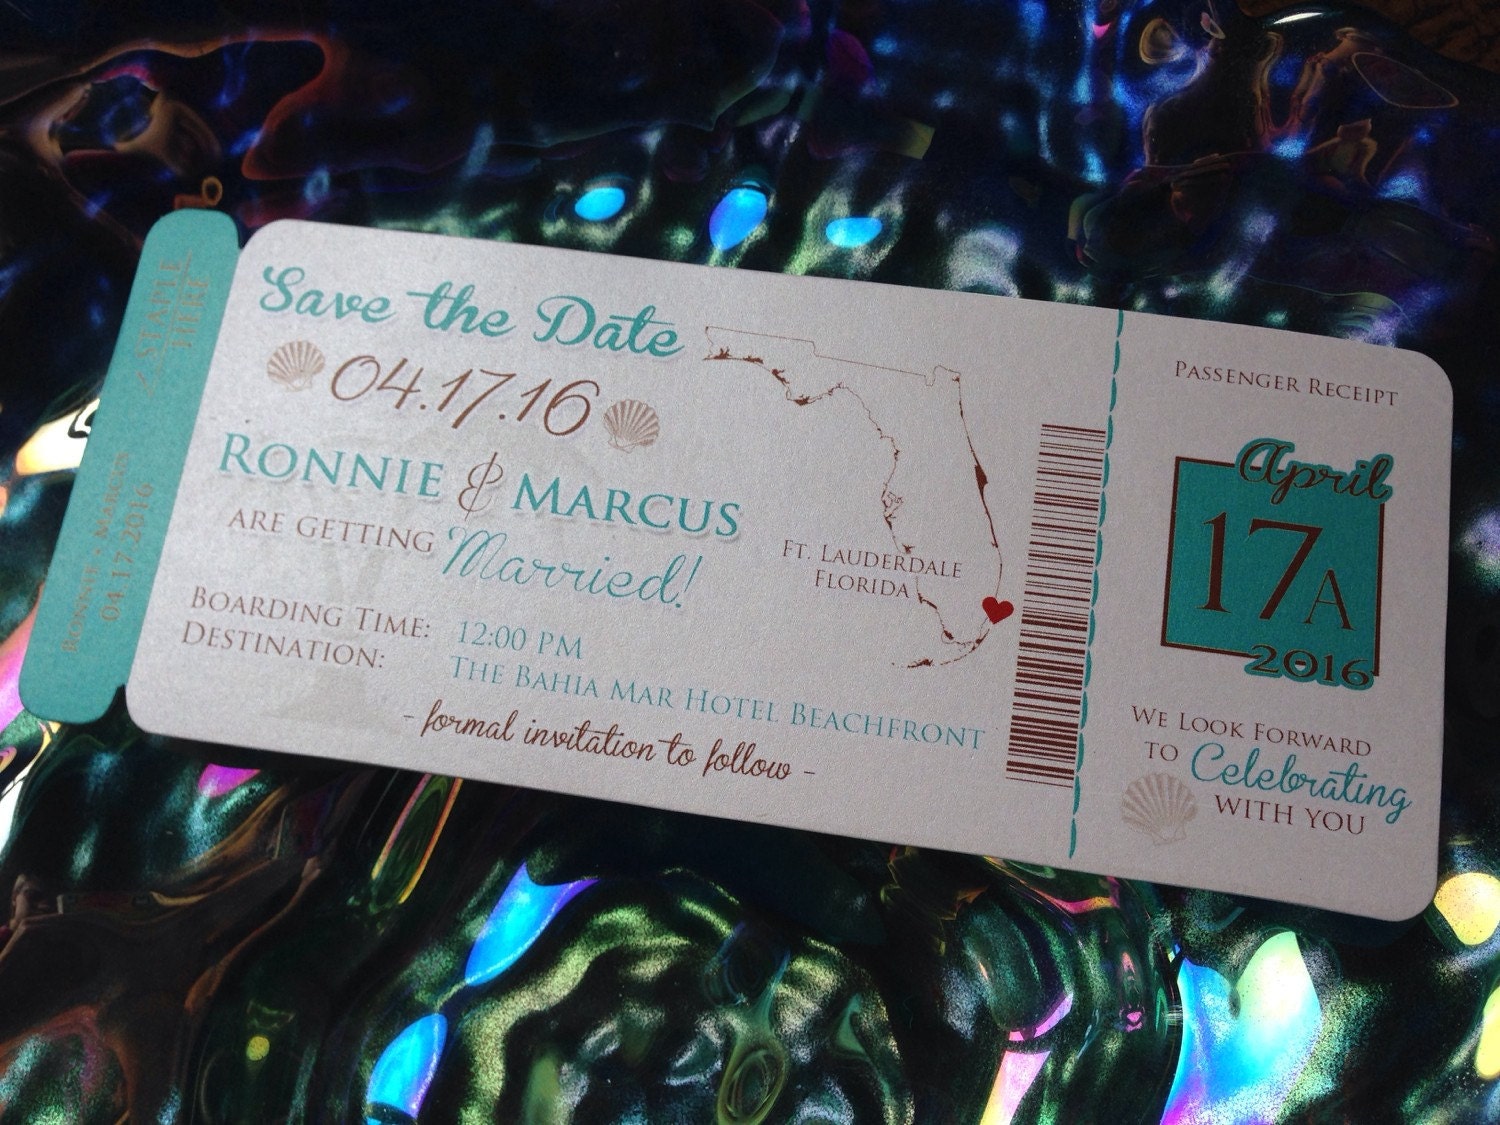 STAPLE
HERE
Ronnie • Marcus
04.17.2016
Save the Date
04.17.16
Ronnie & Marcus
are getting Married!
Boarding Time: 12:00 pm
Destination: The Bahia Mar Hotel Beachfront
- formal invitation to follow -
Ft. Lauderdale
Florida
Passenger Receipt
April
17A
2016
We Look Forward
to Celebrating
with you